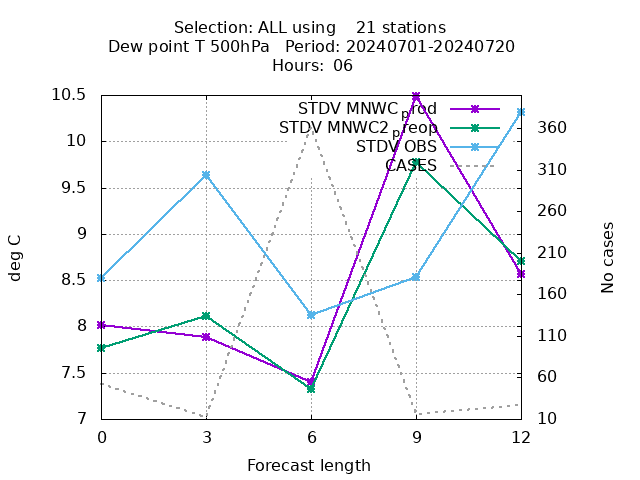 Selection: ALL using    21 stations
Dew point T 500hPa   Period: 20240701-20240720
Hours:  06
STDV MNWC_prod
STDV MNWC2_preop
STDV OBS
CASES
10.5
10
9.5
9
8.5
8
7.5
7
360
310
260
210
160
110
60
10
deg C
No cases
0 3 6 9 12
Forecast length